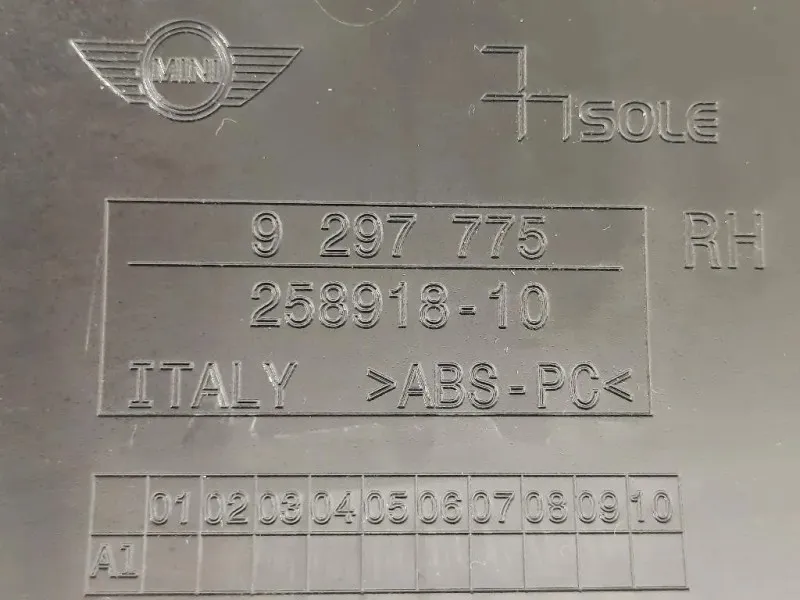 MINI
SOLE
9 297 775
RH
258918-10
ITALY >ABS-PC<
01 02 03 04 05 06 07 08 09 10
A1